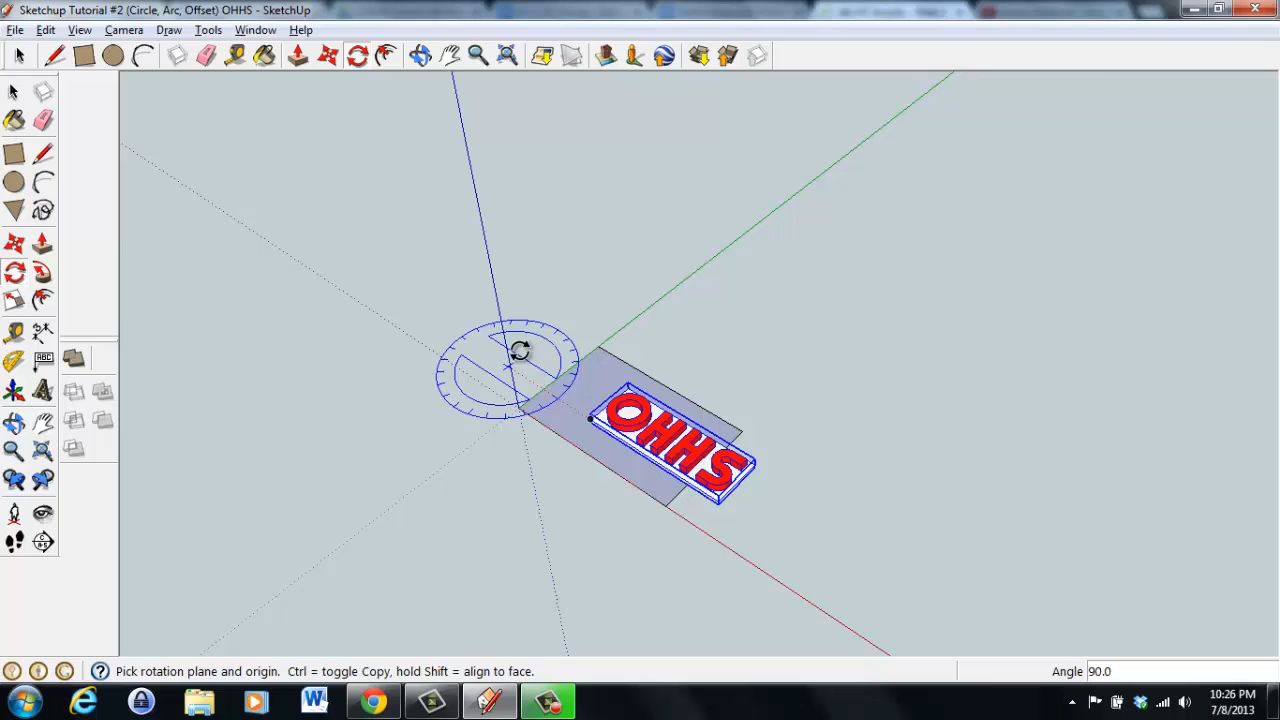 Sketchup Tutorial #2 (Circle, Arc, Offset) OHHS - SketchUp
File Edit View Camera Draw Tools Window Help
ABC
A
OHHS
Pick rotation plane and origin. Ctrl = toggle Copy, hold Shift = align to face.
Angle 90.0
10:26 PM
7/8/2013